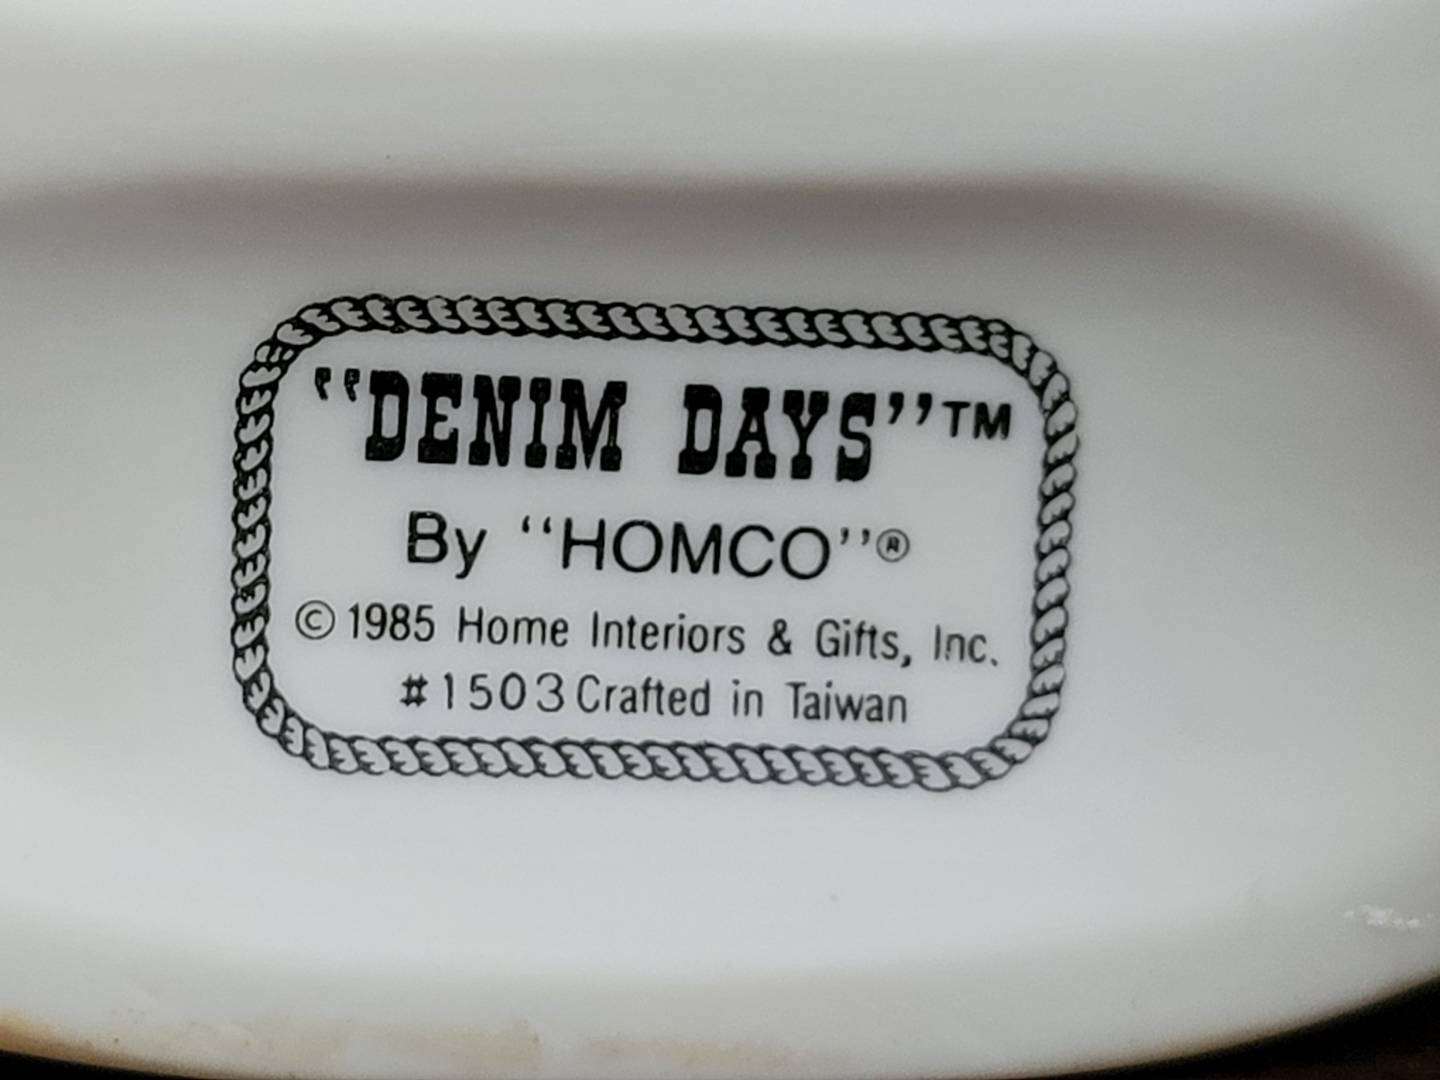 "DENIM DAYS"™
By "HOMCO"®
©1985 Home Interiors & Gifts, Inc.
#1503 Crafted in Taiwan